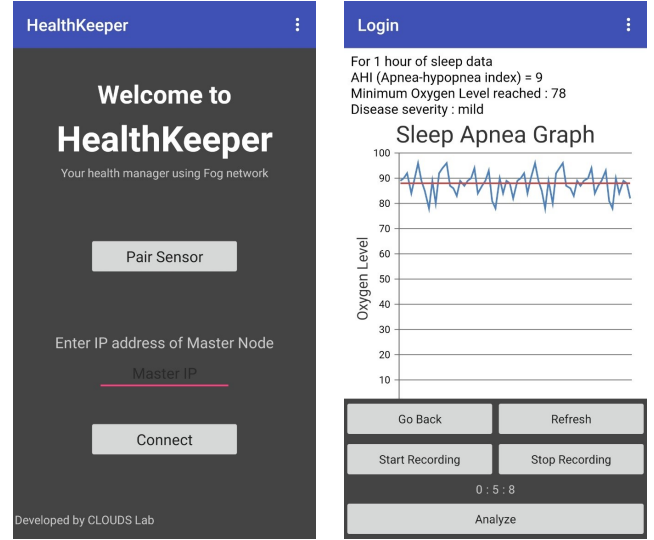 HealthKeeper
Welcome to
HealthKeeper
Your health manager using Fog network
Pair Sensor
Enter IP address of Master Node
Master IP
Connect
Developed by CLOUDS Lab
Login
For 1 hour of sleep data
AHI (Apnea-hypopnea index) = 9
Minimum Oxygen Level reached : 78
Disease severity : mild
Sleep Apnea Graph
Oxygen Level
100
90
80
70
60
50
40
30
20
10
Go Back
Refresh
Start Recording
Stop Recording
0 : 5 : 8
Analyze